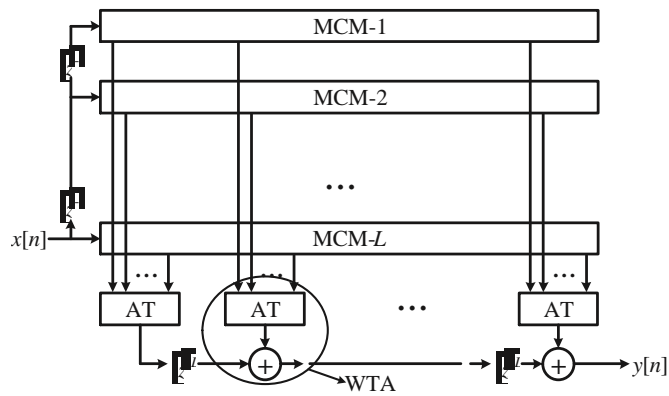 MCM-1
MCM-2
...
x[n]
MCM-L
... ... ...
AT AT ... AT
+ + y[n]
WTA